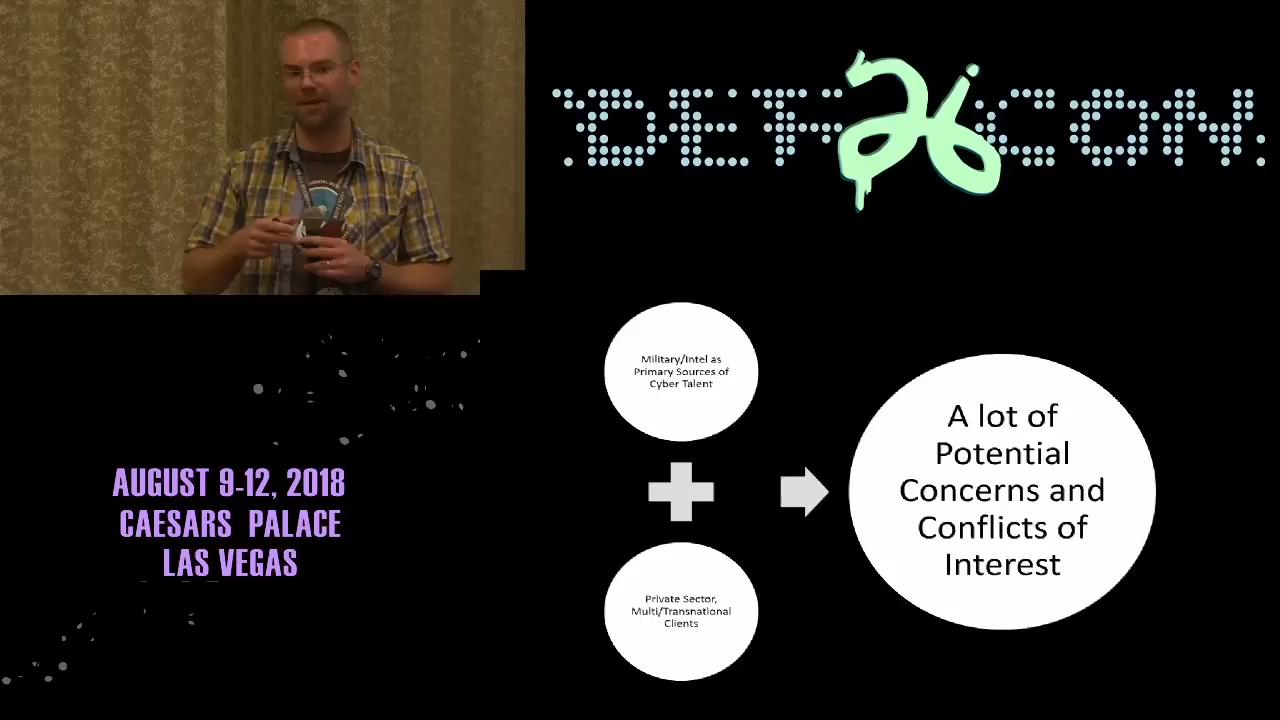 DEF CON
26
AUGUST 9-12, 2018
CAESARS PALACE
LAS VEGAS
Military/Intel as
Primary Sources of
Cyber Talent
Private Sector,
Multi/Transnational
Clients
A lot of
Potential
Concerns and
Conflicts of
Interest